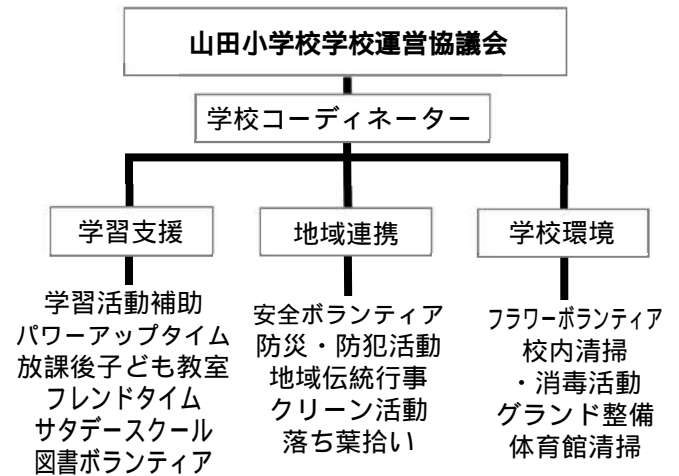 山田小学校学校運営協議会
学校コーディネーター
学習支援
学習活動補助
パワーアップタイム
放課後子ども教室
フレンドタイム
サタデースクール
図書ボランティア
地域連携
安全ボランティア
防災・防犯活動
地域伝統行事
クリーン活動
落ち葉拾い
学校環境
フラワーボランティア
校内清掃
・消毒活動
グランド整備
体育館清掃